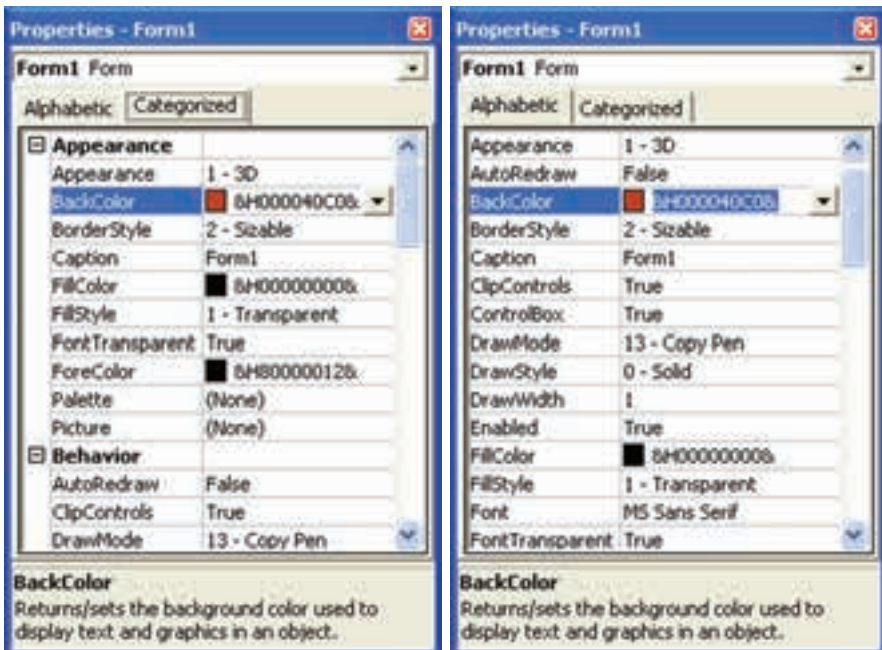 Properties - Form1
Form1 Form
Alphabetic Categorized
Appearance
Appearance 1 - 3D
BackColor &H000040C0&
BorderStyle 2 - Sizable
Caption Form1
FillColor &H00000000&
FillStyle 1 - Transparent
FontTransparent True
ForeColor &H80000012&
Palette (None)
Picture (None)
Behavior
AutoRedraw False
ClipControls True
DrawMode 13 - Copy Pen
BackColor
Returns/sets the background color used to
display text and graphics in an object.
Properties - Form1
Form1 Form
Alphabetic Categorized
Appearance 1 - 3D
AutoRedraw False
BackColor &H000040C0&
BorderStyle 2 - Sizable
Caption Form1
ClipControls True
ControlBox True
DrawMode 13 - Copy Pen
DrawStyle 0 - Solid
DrawWidth 1
Enabled True
FillColor &H00000000&
FillStyle 1 - Transparent
Font MS Sans Serif
FontTransparent True
BackColor
Returns/sets the background color used to
display text and graphics in an object.